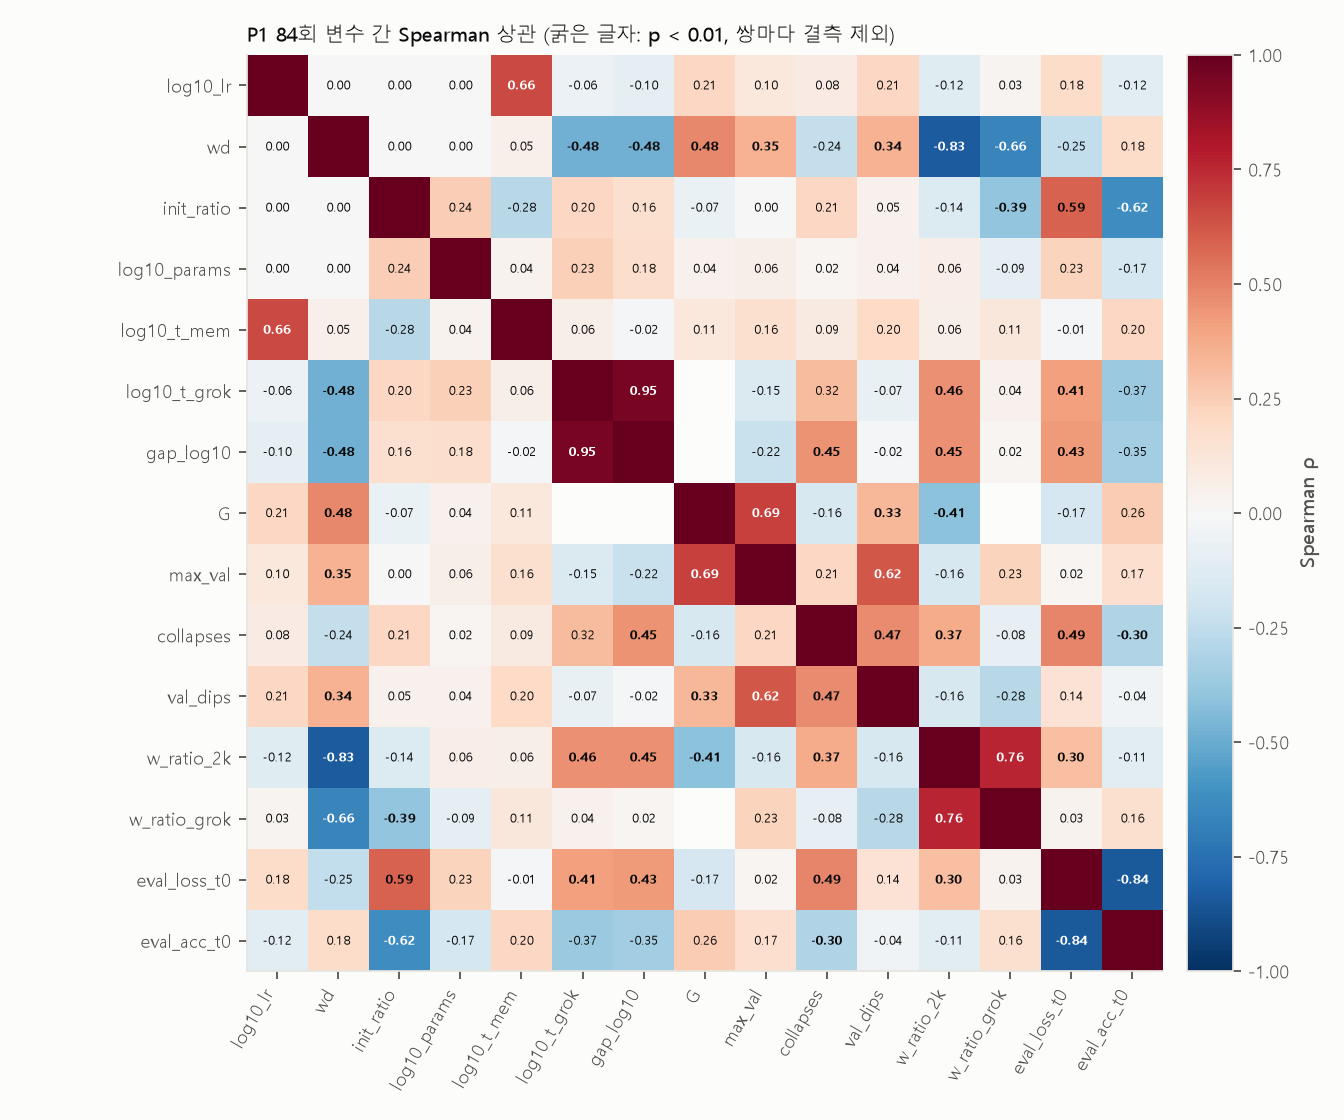 P1 84회 변수 간 Spearman 상관 (굵은 글자: p < 0.01, 쌍마다 결측 제외)
log10_lr 0.00 0.00 0.00 0.66 -0.06 -0.10 0.21 0.10 0.08 0.21 -0.12 0.03 0.18 -0.12
wd 0.00 0.00 0.00 0.05 -0.48 -0.48 0.48 0.35 -0.24 0.34 -0.83 -0.66 -0.25 0.18
init_ratio 0.00 0.00 0.24 -0.28 0.20 0.16 -0.07 0.00 0.21 0.05 -0.14 -0.39 0.59 -0.62
log10_params 0.00 0.00 0.24 0.04 0.23 0.18 0.04 0.06 0.02 0.04 0.06 -0.09 0.23 -0.17
log10_t_mem 0.66 0.05 -0.28 0.04 0.06 -0.02 0.11 0.16 0.09 0.20 0.06 0.11 -0.01 0.20
log10_t_grok -0.06 -0.48 0.20 0.23 0.06 0.95 -0.15 0.32 -0.07 0.46 0.04 0.41 -0.37
gap_log10 -0.10 -0.48 0.16 0.18 -0.02 0.95 -0.22 0.45 -0.02 0.45 0.02 0.43 -0.35
G 0.21 0.48 -0.07 0.04 0.11 0.69 -0.16 0.33 -0.41 -0.17 0.26
max_val 0.10 0.35 0.00 0.06 0.16 -0.15 -0.22 0.69 0.21 0.62 -0.16 0.23 0.02 0.17
collapses 0.08 -0.24 0.21 0.02 0.09 0.32 0.45 -0.16 0.21 0.47 0.37 -0.08 0.49 -0.30
val_dips 0.21 0.34 0.05 0.04 0.20 -0.07 -0.02 0.33 0.62 0.47 -0.16 -0.28 0.14 -0.04
w_ratio_2k -0.12 -0.83 -0.14 0.06 0.06 0.46 0.45 -0.41 -0.16 0.37 -0.16 0.76 0.30 -0.11
w_ratio_grok 0.03 -0.66 -0.39 -0.09 0.11 0.04 0.02 0.23 -0.08 -0.28 0.76 0.03 0.16
eval_loss_t0 0.18 -0.25 0.59 0.23 -0.01 0.41 0.43 -0.17 0.02 0.49 0.14 0.30 0.03 -0.84
eval_acc_t0 -0.12 0.18 -0.62 -0.17 0.20 -0.37 -0.35 0.26 0.17 -0.30 -0.04 -0.11 0.16 -0.84
log10_lr
wd
init_ratio
log10_params
log10_t_mem
log10_t_grok
gap_log10
G
max_val
collapses
val_dips
w_ratio_2k
w_ratio_grok
eval_loss_t0
eval_acc_t0
1.00
0.75
0.50
0.25
0.00
-0.25
-0.50
-0.75
-1.00
Spearman ρ